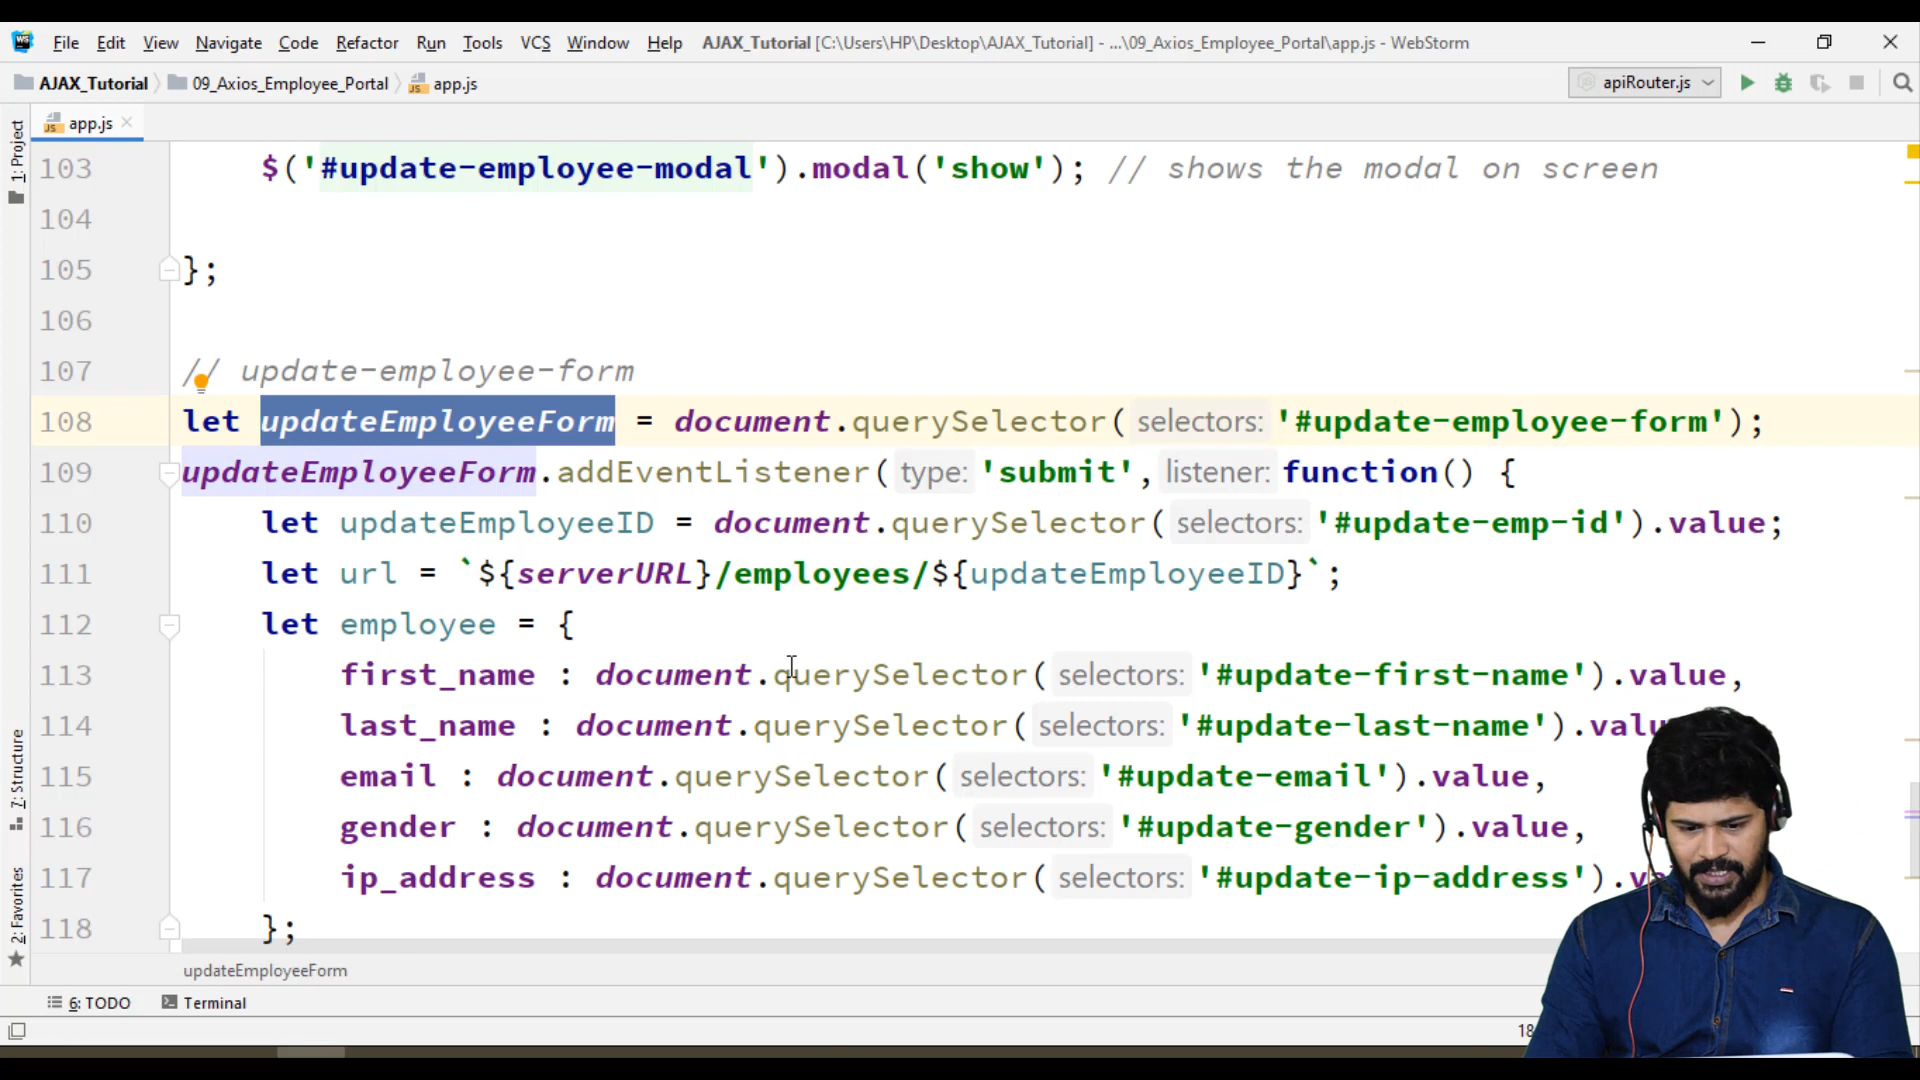 File Edit View Navigate Code Refactor Run Tools VCS Window Help AJAX_Tutorial [C:\Users\HP\Desktop\AJAX_Tutorial] - ...\09_Axios_Employee_Portal\app.js - WebStorm
AJAX_Tutorial 09_Axios_Employee_Portal app.js apiRouter.js
app.js
1: Project
7: Structure
2: Favorites
103 $('#update-employee-modal').modal('show'); // shows the modal on screen
104
105 };
106
107 // update-employee-form
108 let updateEmployeeForm = document.querySelector( selectors: '#update-employee-form');
109 updateEmployeeForm.addEventListener( type: 'submit', listener: function() {
110 let updateEmployeeID = document.querySelector( selectors: '#update-emp-id').value;
111 let url = `${serverURL}/employees/${updateEmployeeID}`;
112 let employee = {
113 first_name : document.querySelector( selectors: '#update-first-name').value,
114 last_name : document.querySelector( selectors: '#update-last-name').valu
115 email : document.querySelector( selectors: '#update-email').value,
116 gender : document.querySelector( selectors: '#update-gender').value,
117 ip_address : document.querySelector( selectors: '#update-ip-address').v
118 };
updateEmployeeForm
6: TODO Terminal
18